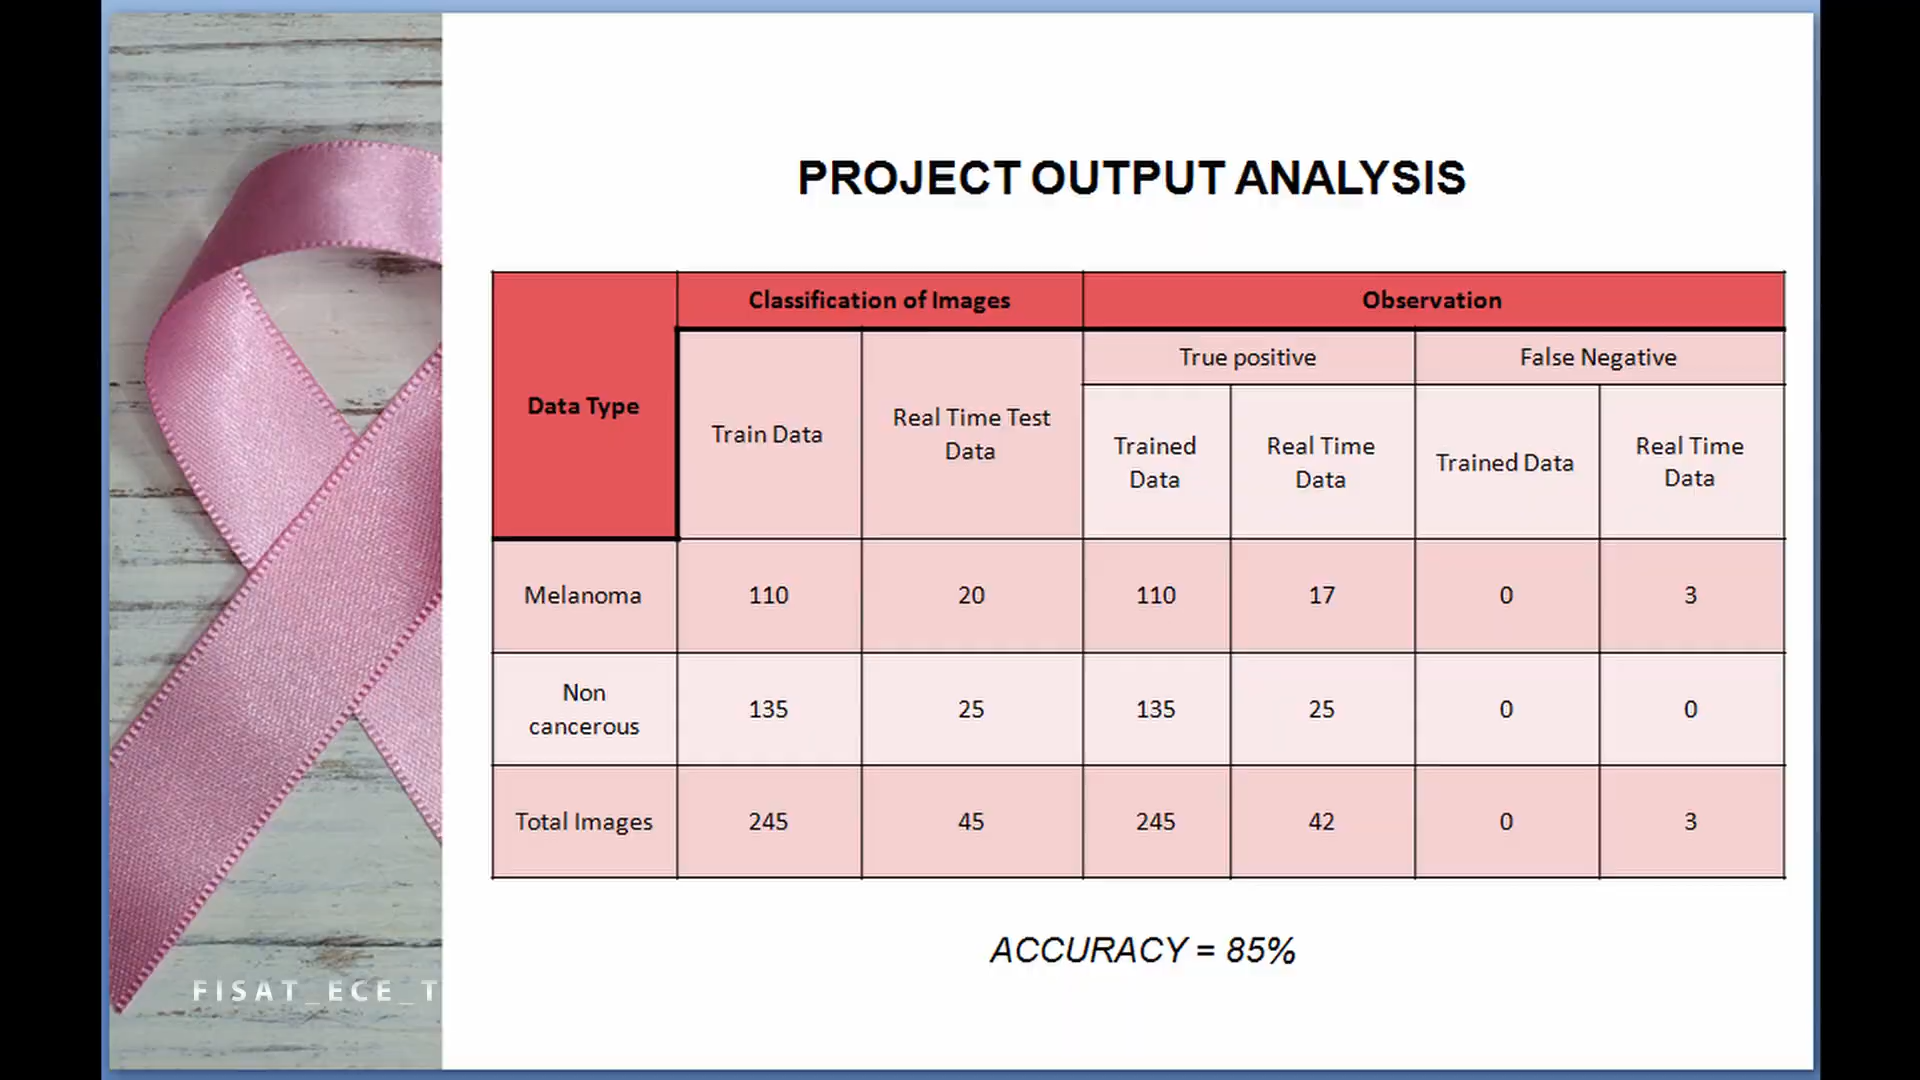 PROJECT OUTPUT ANALYSIS
Data Type
Classification of Images
Observation
Train Data
Real Time Test
Data
True positive
False Negative
Trained
Data
Real Time
Data
Trained Data
Real Time
Data
Melanoma 110 20 110 17 0 3
Non
cancerous 135 25 135 25 0 0
Total Images 245 45 245 42 0 3
ACCURACY = 85%
FISAT_ECE_T